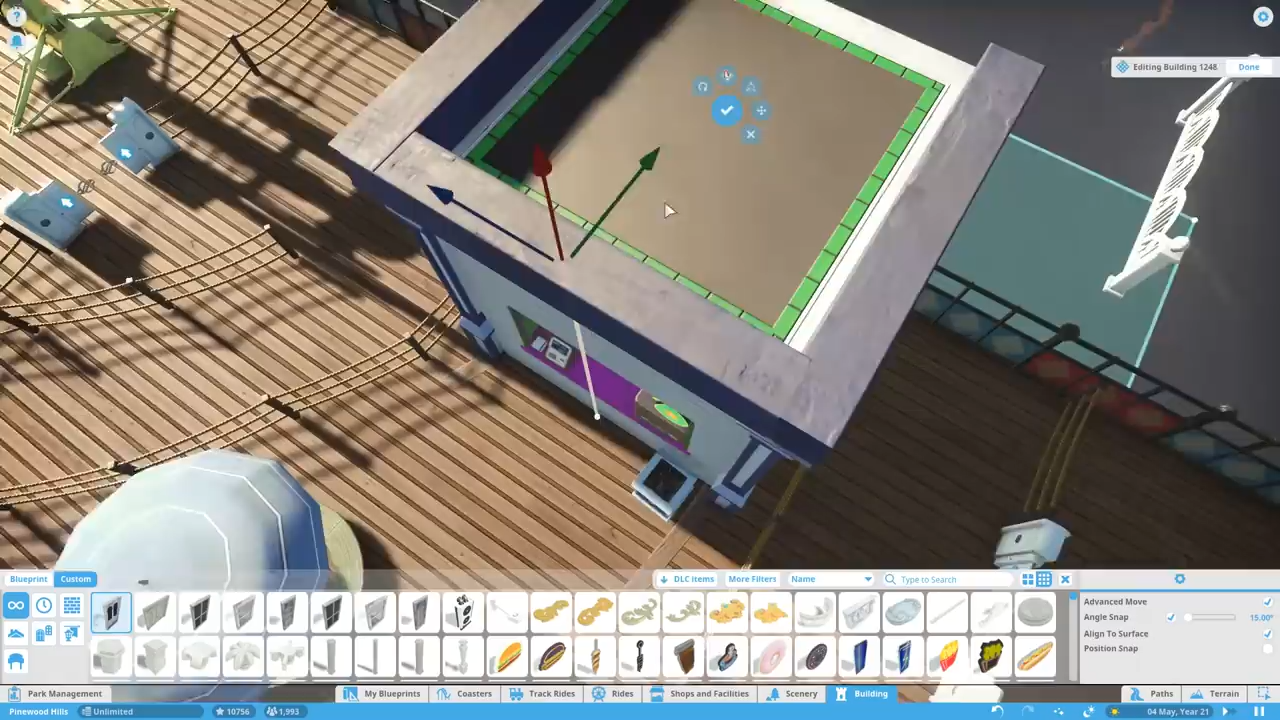 ?
Editing Building 1248 Done
Blueprint Custom DLC Items More Filters Name Type to Search
Advanced Move
Angle Snap 15.00°
Align To Surface
Position Snap
Park Management My Blueprints Coasters Track Rides Rides Shops and Facilities Scenery Building Paths Terrain
Pinewood Hills Unlimited 10756 1,993 04 May, Year 21